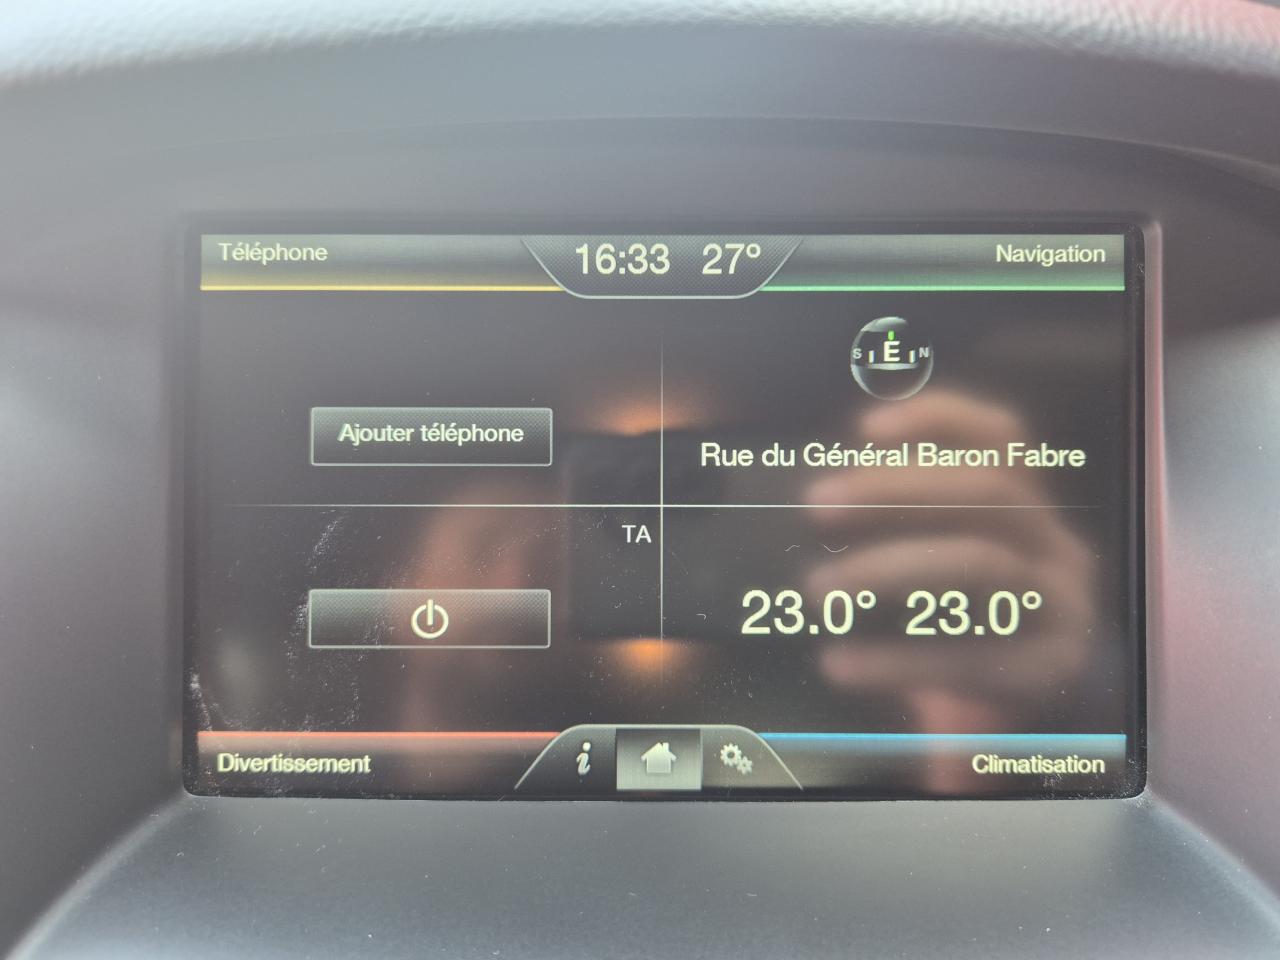 Téléphone
16:33 27°
Navigation
S E N
Ajouter téléphone
Rue du Général Baron Fabre
TA
23.0° 23.0°
Divertissement
i
Climatisation